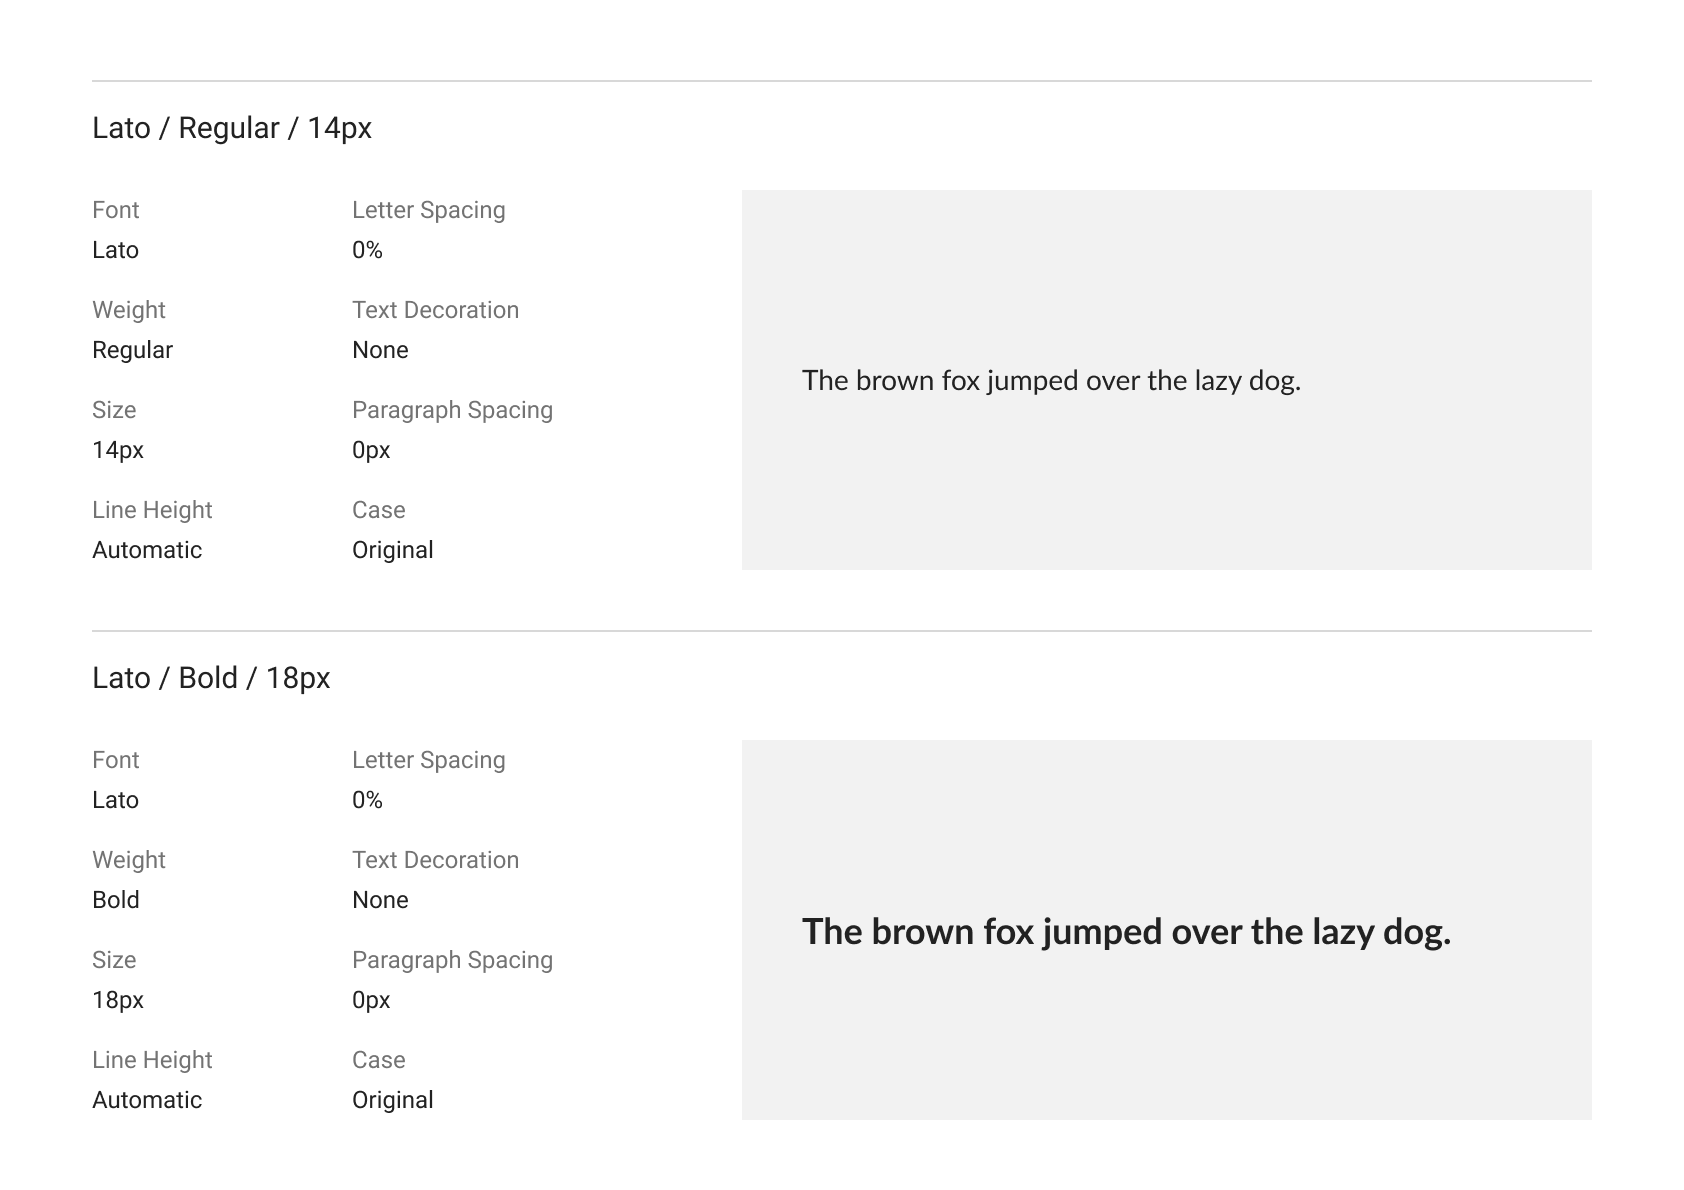 Lato / Regular / 14px
Font
Lato
Weight
Regular
Size
14px
Line Height
Automatic
Letter Spacing
0%
Text Decoration
None
Paragraph Spacing
0px
Case
Original
The brown fox jumped over the lazy dog.
Lato / Bold / 18px
Font
Lato
Weight
Bold
Size
18px
Line Height
Automatic
Letter Spacing
0%
Text Decoration
None
Paragraph Spacing
0px
Case
Original
The brown fox jumped over the lazy dog.